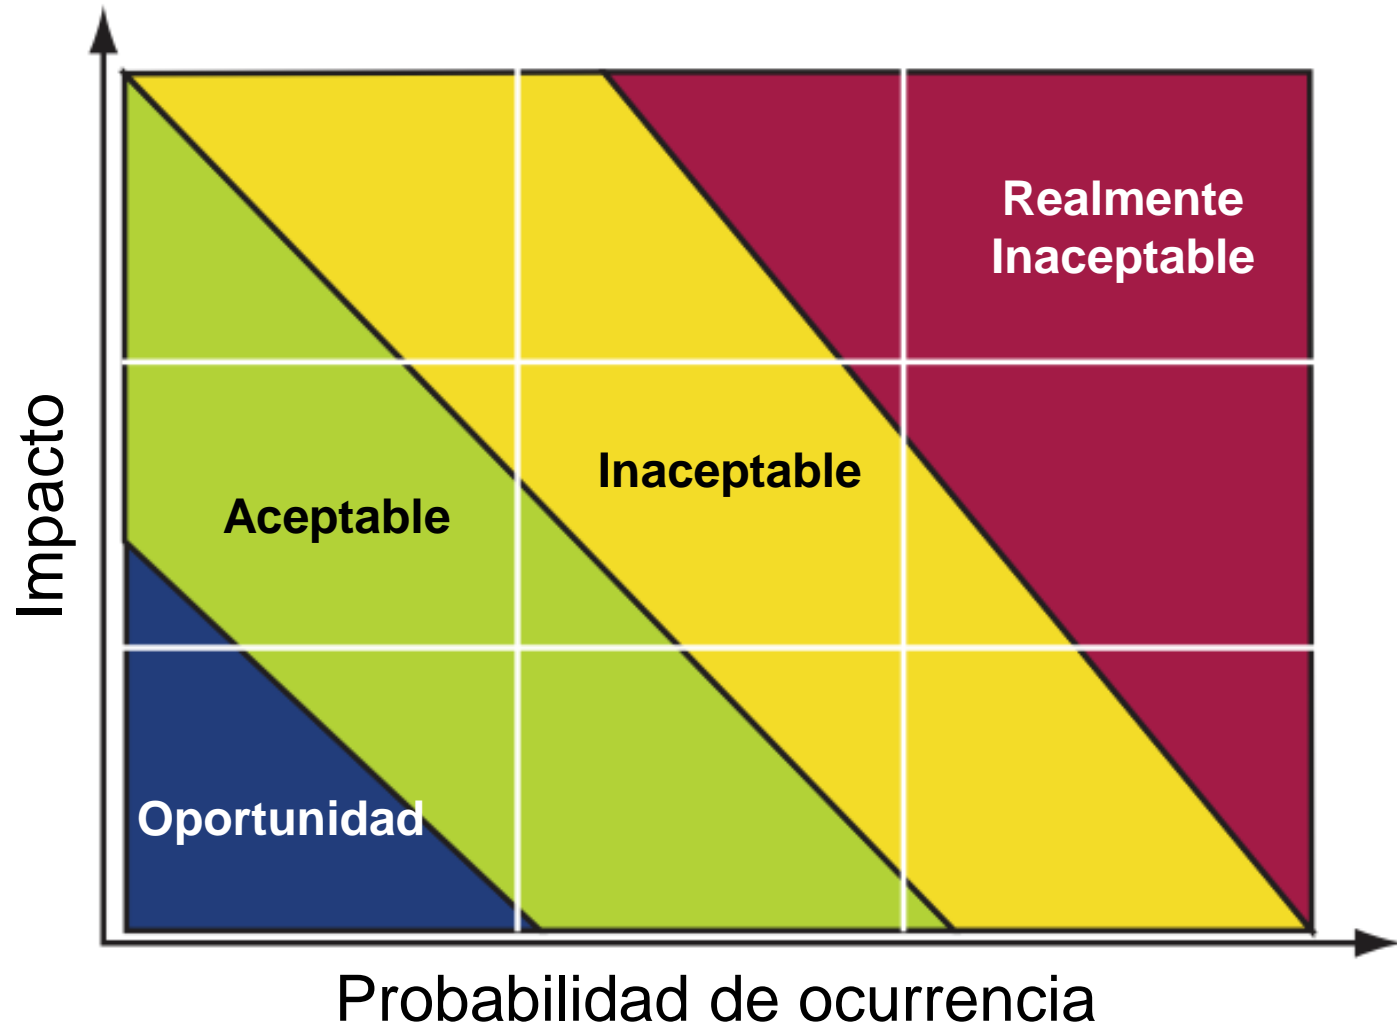 Realmente
Inaceptable
Inaceptable
Aceptable
Oportunidad
Impacto
Probabilidad de ocurrencia